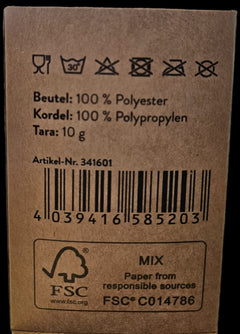 30
Beutel: 100 % Polyester
Kordel: 100 % Polypropylen
Tara: 10 g
Artikel-Nr. 341601
4 039416 585203
FSC
www.fsc.org
MIX
Paper from
responsible sources
FSC® C014786